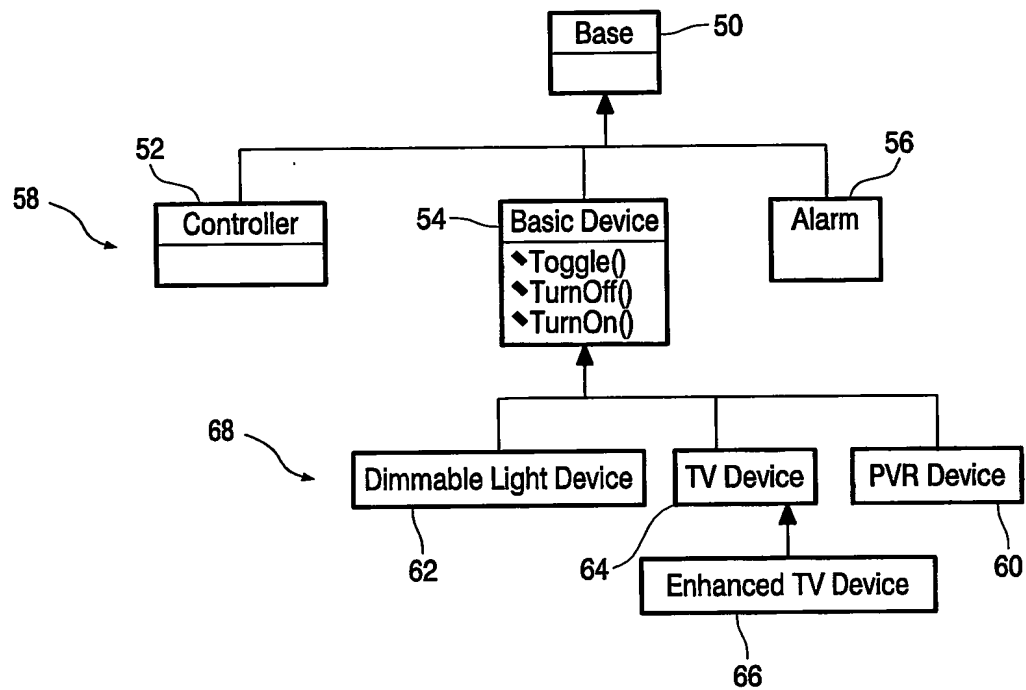 Base
50
52
56
58
Controller
54
Basic Device
Toggle()
TurnOff()
TurnOn()
Alarm
68
Dimmable Light Device
TV Device
PVR Device
62
64
60
Enhanced TV Device
66